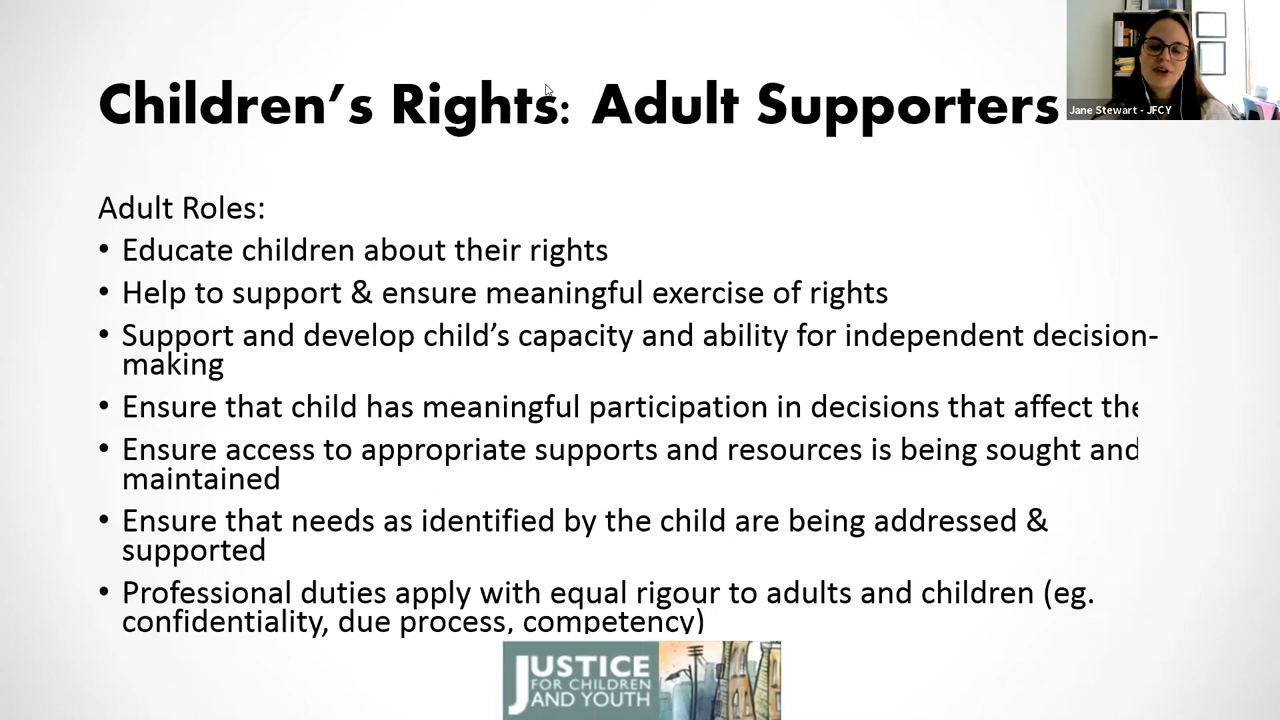 Children's Rights: Adult Supporters
Jane Stewart - JFCY
Adult Roles:
• Educate children about their rights
• Help to support & ensure meaningful exercise of rights
• Support and develop child's capacity and ability for independent decision-
making
• Ensure that child has meaningful participation in decisions that affect the
• Ensure access to appropriate supports and resources is being sought and
maintained
• Ensure that needs as identified by the child are being addressed &
supported
• Professional duties apply with equal rigour to adults and children (eg.
confidentiality, due process, competency)
JUSTICE
FOR CHILDREN
AND YOUTH